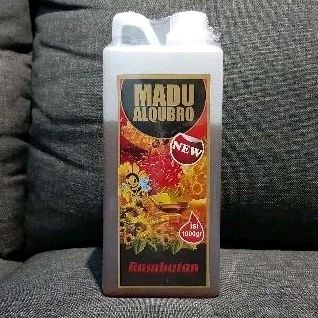 MADU
ALQUBRO
NEW
isi
1000gr
Rambutan